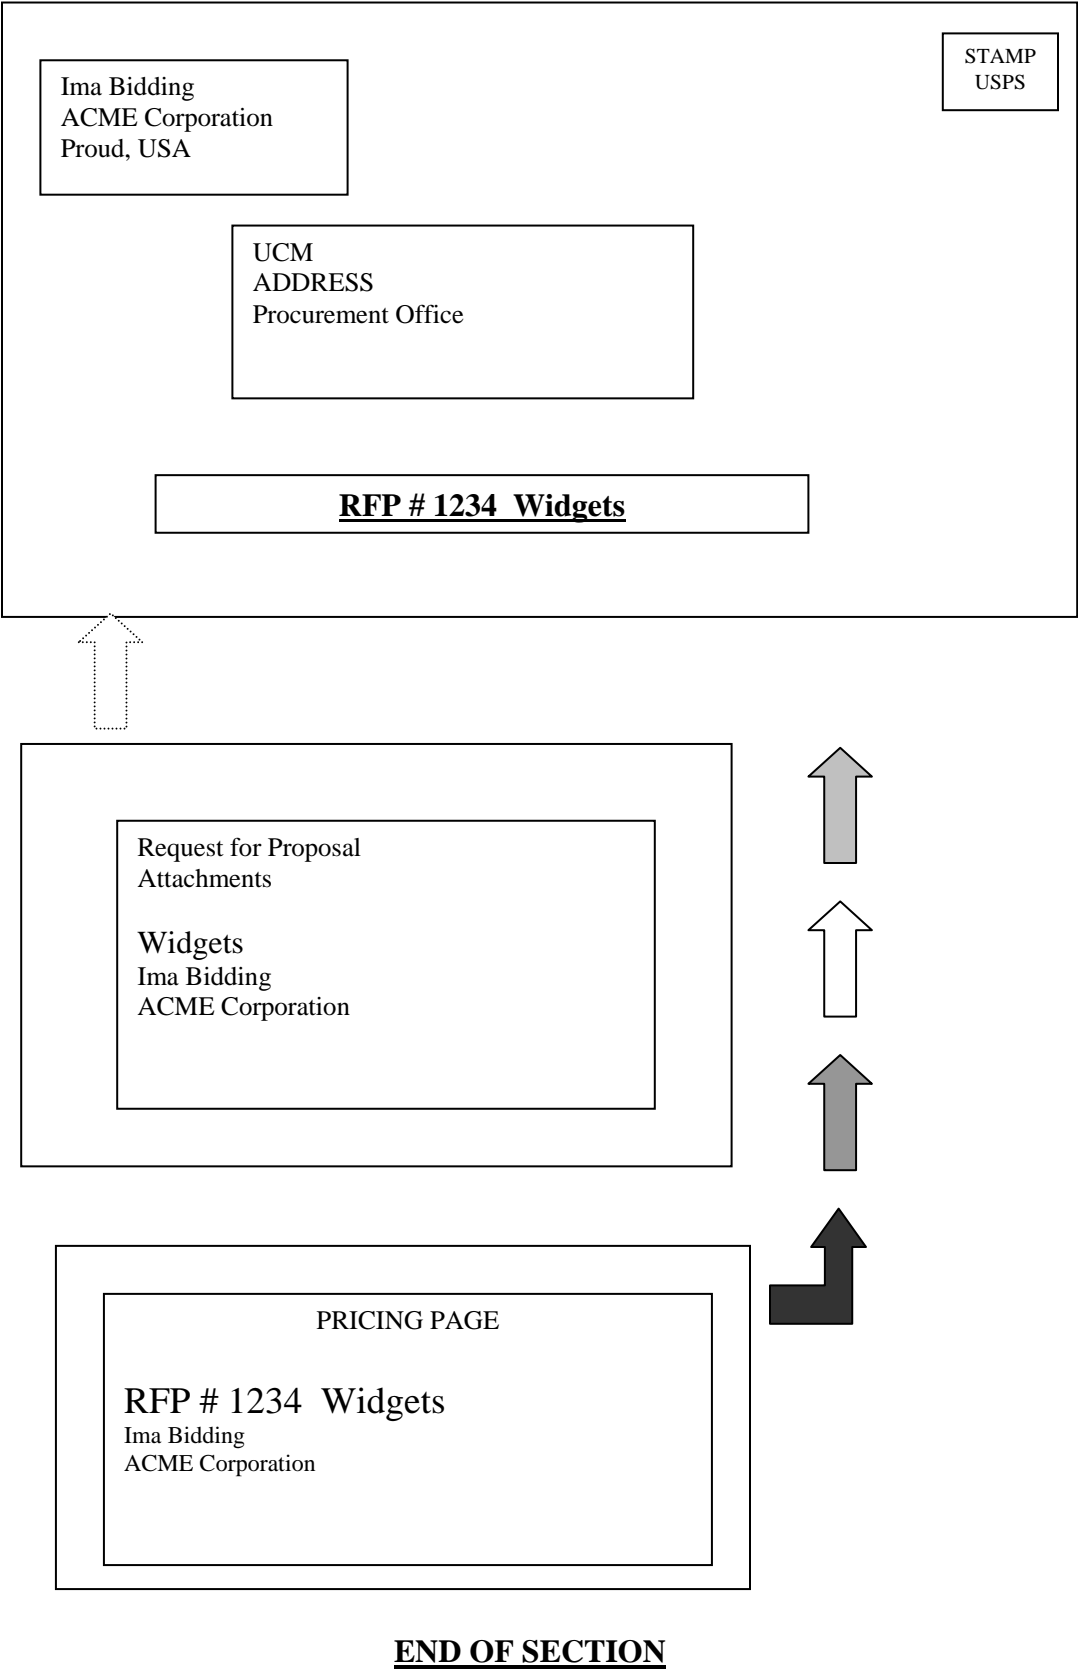 STAMP
USPS
Ima Bidding
ACME Corporation
Proud, USA
UCM
ADDRESS
Procurement Office
RFP # 1234  Widgets
Request for Proposal
Attachments
Widgets
Ima Bidding
ACME Corporation
PRICING PAGE
RFP # 1234  Widgets
Ima Bidding
ACME Corporation
END OF SECTION